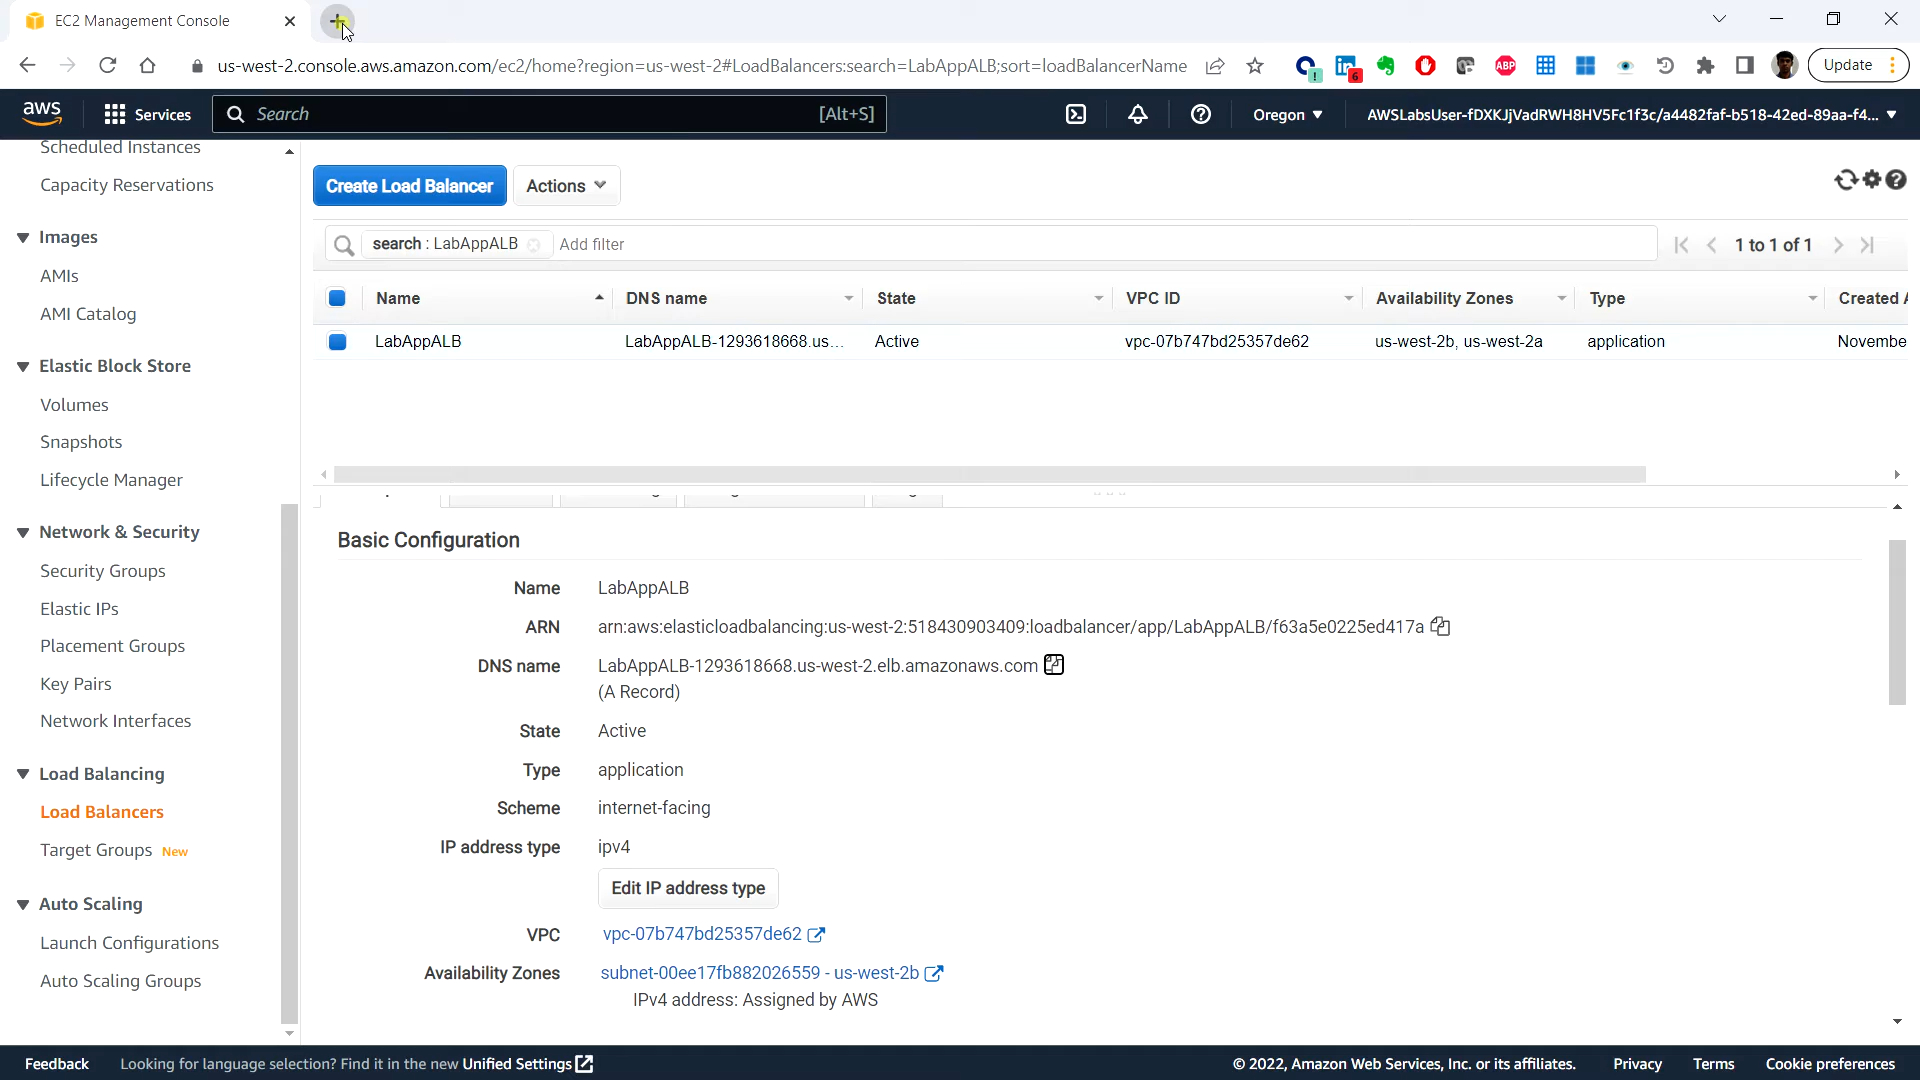 EC2 Management Console
us-west-2.console.aws.amazon.com/ec2/home?region=us-west-2#LoadBalancers:search=LabAppALB;sort=loadBalancerName
6
ABP
Update
aws
Services
Search
[Alt+S]
Oregon
AWSLabsUser-fDXKJjVadRWH8HV5Fc1f3c/a4482faf-b518-42ed-89aa-f4...
Scheduled Instances
Capacity Reservations
Images
AMIs
AMI Catalog
Elastic Block Store
Volumes
Snapshots
Lifecycle Manager
Network & Security
Security Groups
Elastic IPs
Placement Groups
Key Pairs
Network Interfaces
Load Balancing
Load Balancers
Target Groups New
Auto Scaling
Launch Configurations
Auto Scaling Groups
Create Load Balancer
Actions
search : LabAppALB
Add filter
1 to 1 of 1
Name DNS name State VPC ID Availability Zones Type Created A
LabAppALB LabAppALB-1293618668.us... Active vpc-07b747bd25357de62 us-west-2b, us-west-2a application Novembe
Basic Configuration
Name LabAppALB
ARN arn:aws:elasticloadbalancing:us-west-2:518430903409:loadbalancer/app/LabAppALB/f63a5e0225ed417a
DNS name LabAppALB-1293618668.us-west-2.elb.amazonaws.com
(A Record)
State Active
Type application
Scheme internet-facing
IP address type ipv4
Edit IP address type
VPC vpc-07b747bd25357de62
Availability Zones subnet-00ee17fb882026559 - us-west-2b
IPv4 address: Assigned by AWS
Feedback
Looking for language selection? Find it in the new Unified Settings
© 2022, Amazon Web Services, Inc. or its affiliates.
Privacy
Terms
Cookie preferences